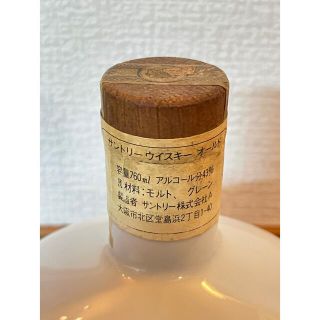 サントリー ウイスキー オールド
容量760ml アルコール分43%
原材料:モルト、グレーン
製造者 サントリー株式会社A
大阪市北区堂島浜2丁目1-40